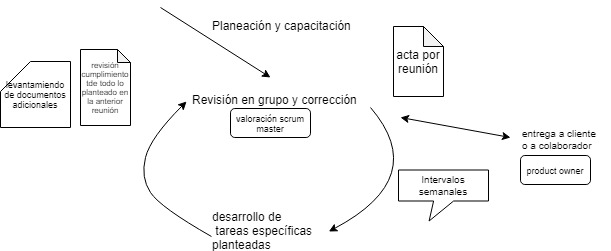 Planeación y capacitación
acta por
reunión
levantamiendo
de documentos
adicionales
revisión
cumplimiento
tde todo lo
planteado en
la anterior
reunión
Revisión en grupo y corrección
valoración scrum
master
entrega a cliente
o a colaborador
product owner
Intervalos
semanales
desarrollo de
tareas específicas
planteadas